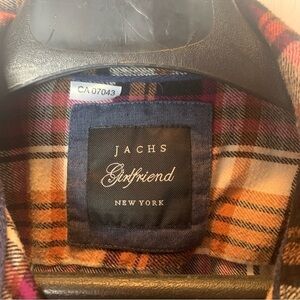 CA 07043
JACHS
Girlfriend
NEW YORK